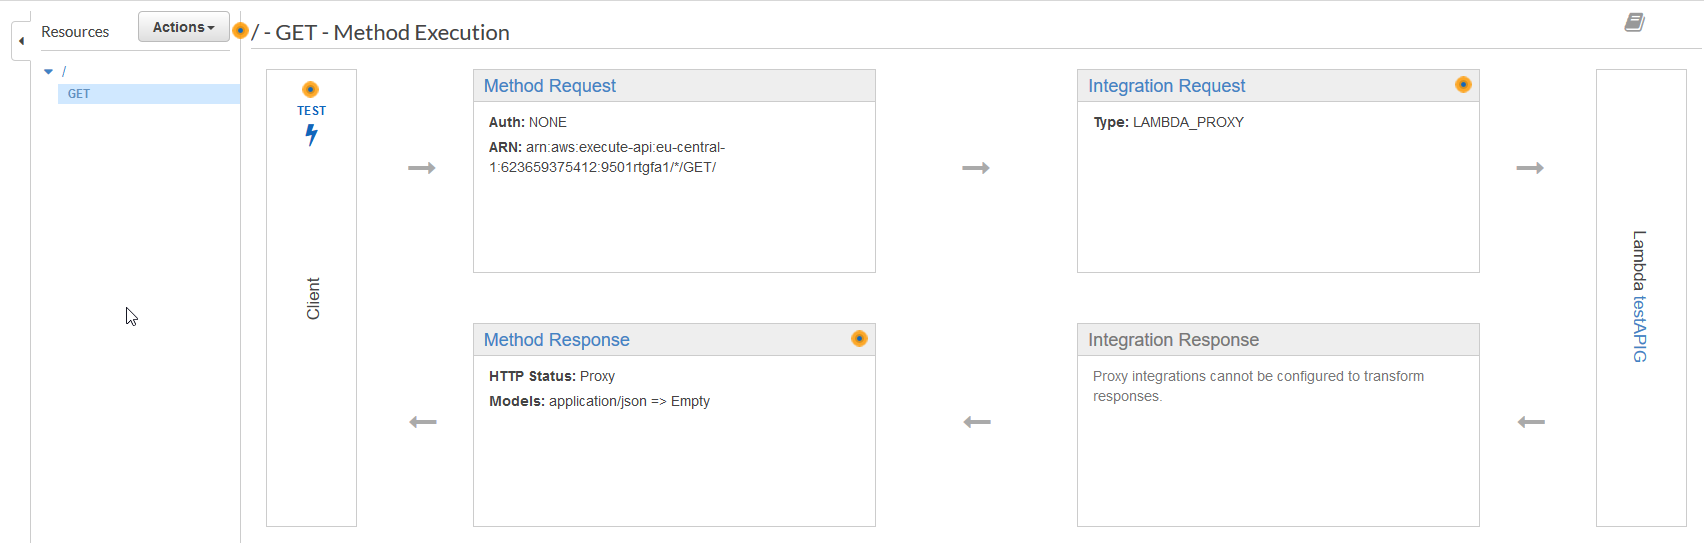 Resources
Actions
/ - GET - Method Execution
/
GET
TEST
Client
Method Request
Auth: NONE
ARN: arn:aws:execute-api:eu-central-
1:623659375412:9501rtgfa1/*/GET/
Integration Request
Type: LAMBDA_PROXY
Lambda testAPIG
Method Response
HTTP Status: Proxy
Models: application/json => Empty
Integration Response
Proxy integrations cannot be configured to transform
responses.